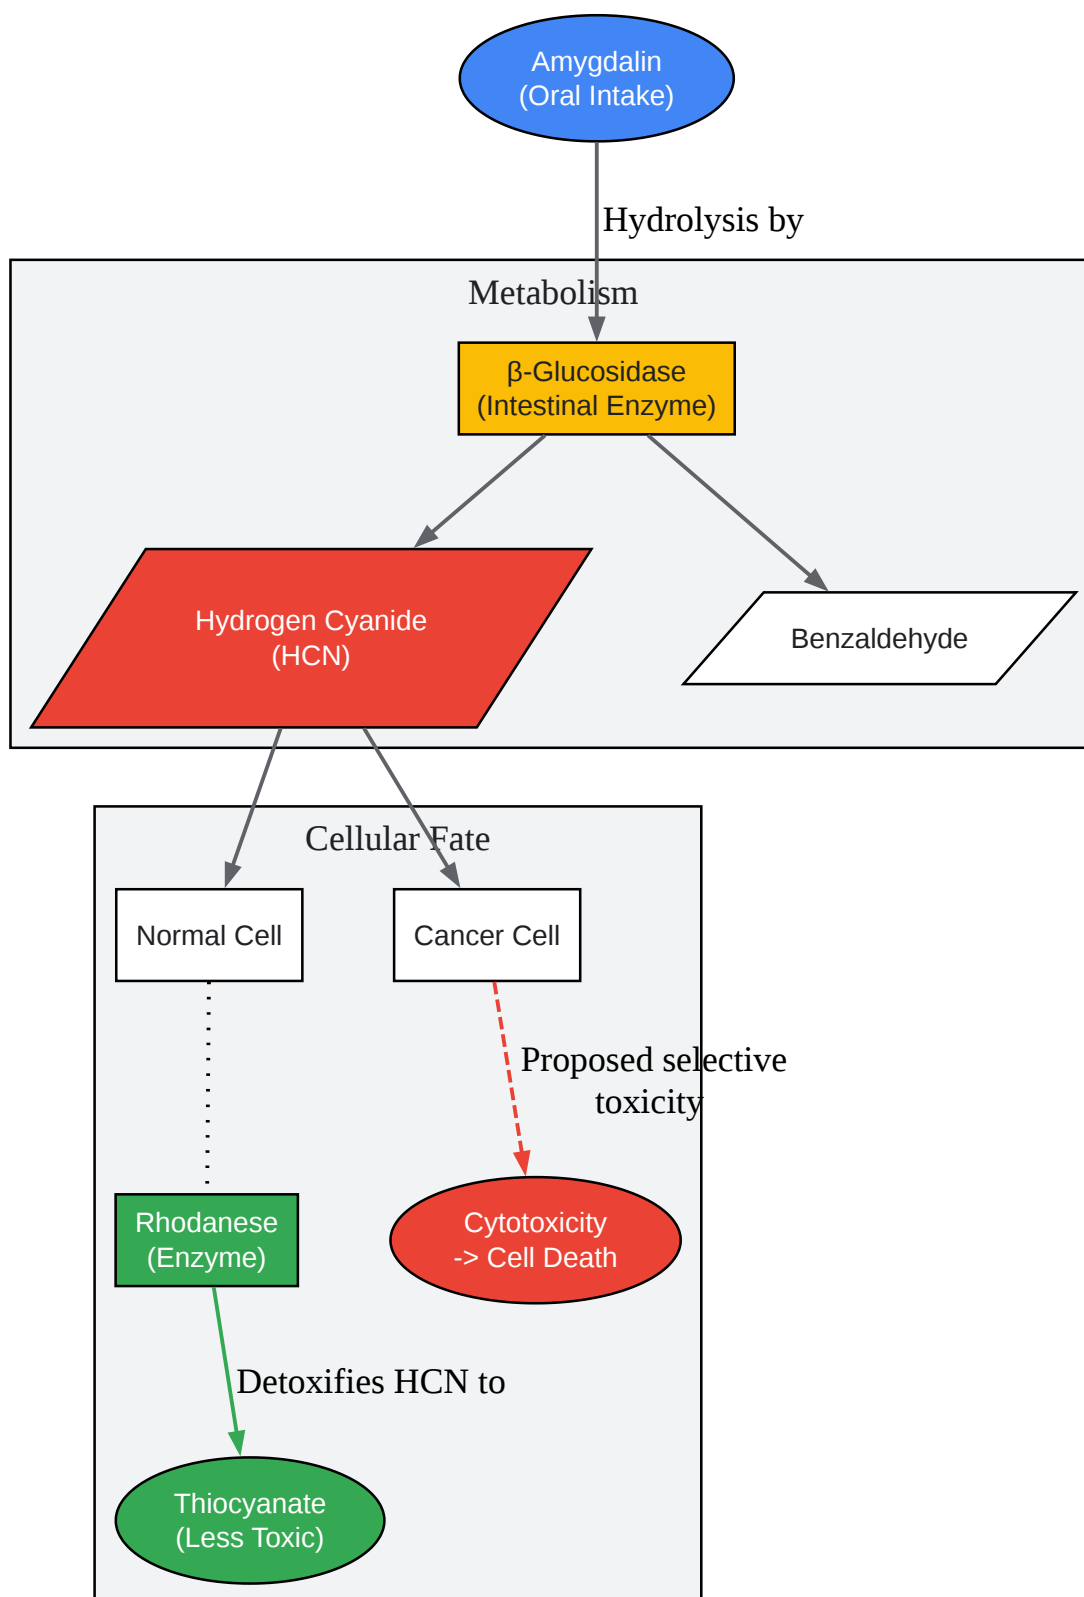 Amygdalin
(Oral Intake)
Hydrolysis by
Metabolism
β-Glucosidase
(Intestinal Enzyme)
Hydrogen Cyanide
(HCN)
Benzaldehyde
Cellular Fate
Normal Cell
Cancer Cell
Proposed selective
toxicity
Rhodanese
(Enzyme)
Cytotoxicity
-> Cell Death
Detoxifies HCN to
Thiocyanate
(Less Toxic)